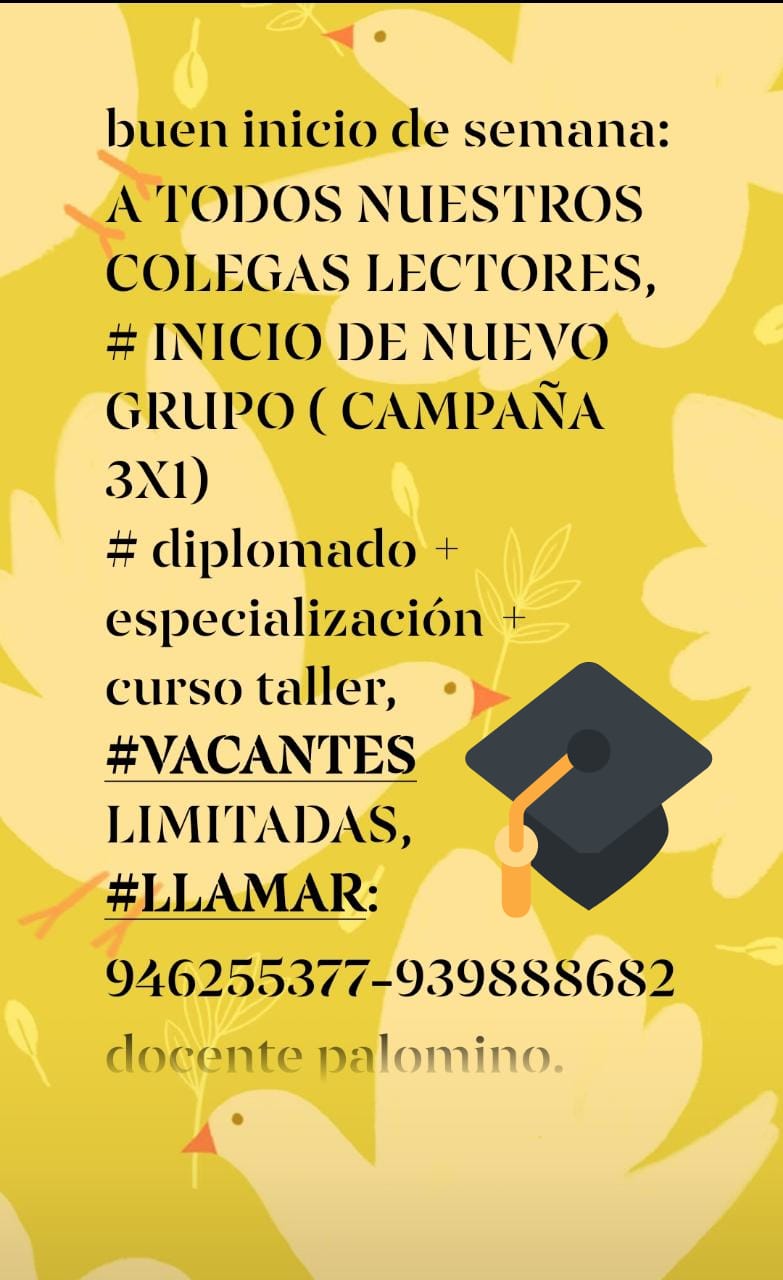 buen inicio de semana:
A TODOS NUESTROS
COLEGAS LECTORES,
# INICIO DE NUEVO
GRUPO ( CAMPAÑA
3X1)
# diplomado +
especialización +
curso taller,
#VACANTES
LIMITADAS,
#LLAMAR:
946255377-939888682
docente palomino.